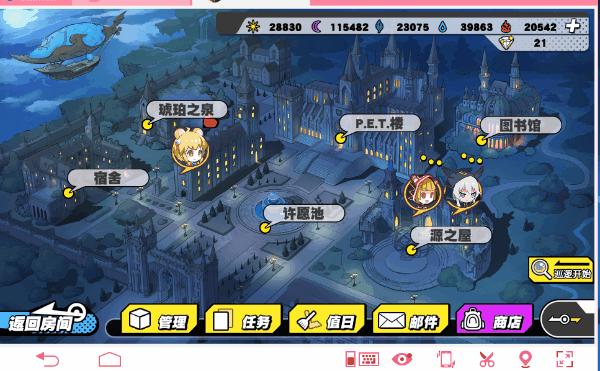 28830 115482 23075 39863 20542
21
琥珀之泉
P.E.T.楼
图书馆
宿舍
许愿池
源之屋
巡逻开始
返回房间
管理
任务
值日
邮件
商店